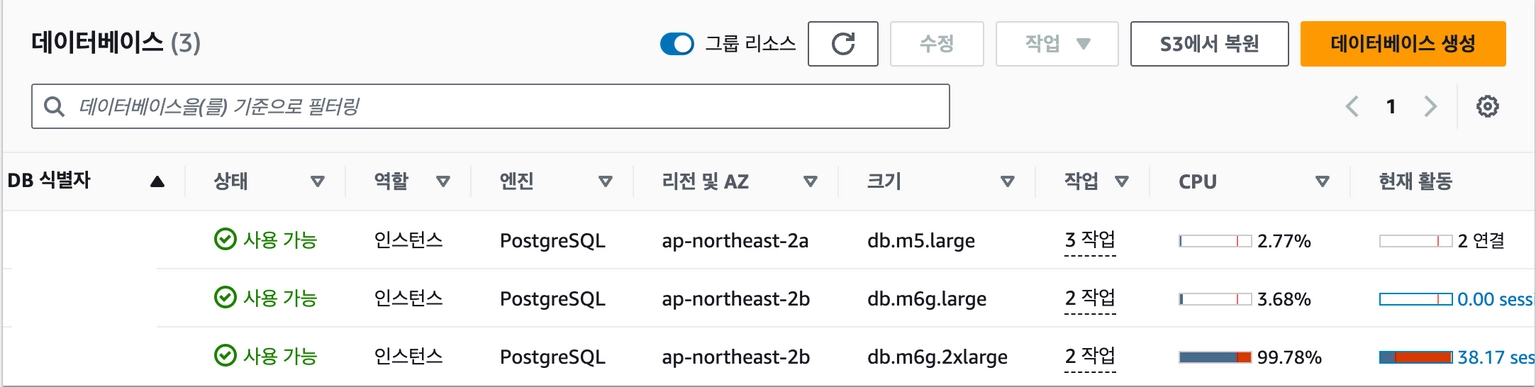 데이터베이스 (3) 그룹 리소스 수정 작업 S3에서 복원 데이터베이스 생성
데이터베이스을(를) 기준으로 필터링 1
DB 식별자 상태 역할 엔진 리전 및 AZ 크기 작업 CPU 현재 활동
사용 가능 인스턴스 PostgreSQL ap-northeast-2a db.m5.large 3 작업 2.77% 2 연결
사용 가능 인스턴스 PostgreSQL ap-northeast-2b db.m6g.large 2 작업 3.68% 0.00 sess
사용 가능 인스턴스 PostgreSQL ap-northeast-2b db.m6g.2xlarge 2 작업 99.78% 38.17 ses